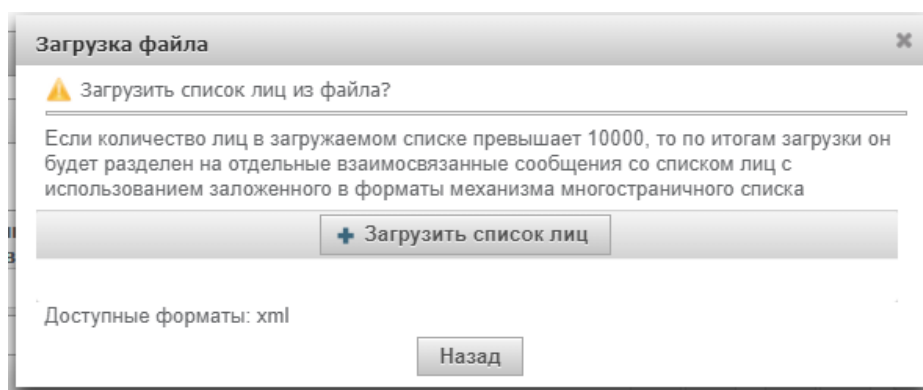 Загрузка файла
Загрузить список лиц из файла?
Если количество лиц в загружаемом списке превышает 10000, то по итогам загрузки он
будет разделен на отдельные взаимосвязанные сообщения со списком лиц с
использованием заложенного в форматы механизма многостраничного списка
Загрузить список лиц
Доступные форматы: xml
Назад